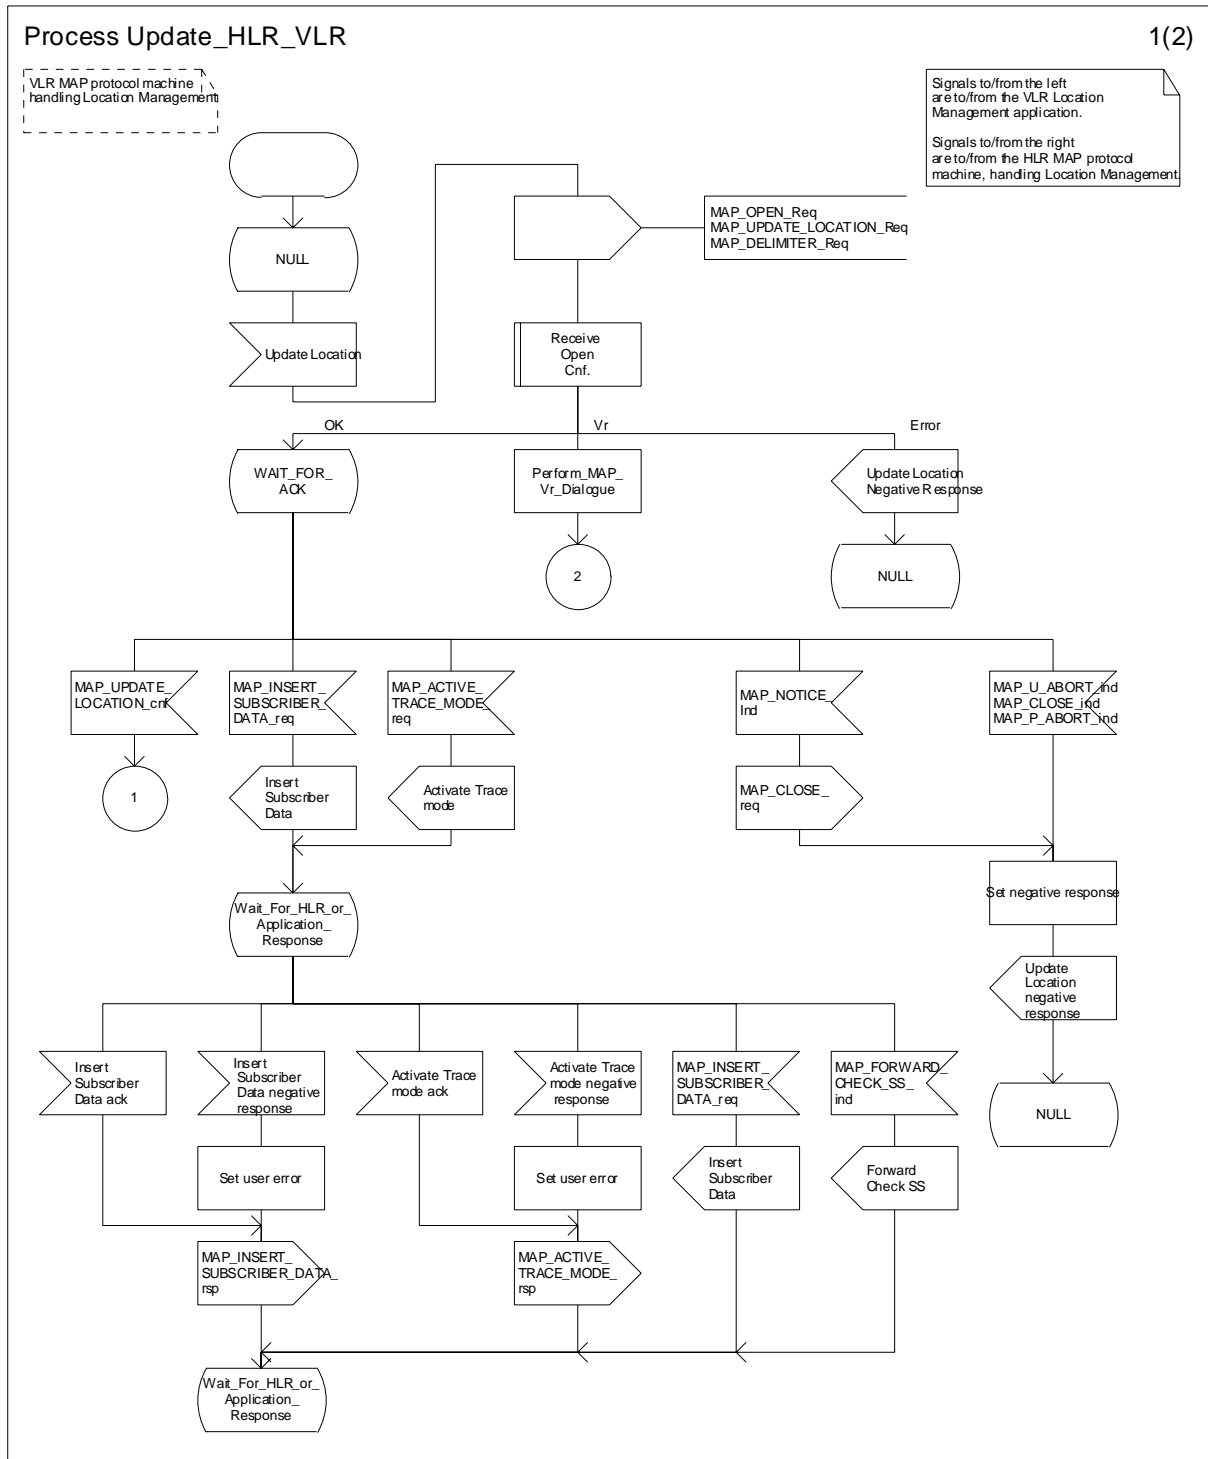 Process Update_HLR_VLR
1(2)
VLR MAP protocol machine
handling Location Management
Signals to/from the left
are to/from the VLR Location
Management application.
Signals to/from the right
are to/from the HLR MAP protocol
machine, handling Location Management.
MAP_OPEN_Req
MAP_UPDATE_LOCATION_Req
MAP_DELIMITER_Req
NULL
Update Location
Receive
Open
Cnf.
OK
Vr
Error
WAIT_FOR_
ACK
Perform_MAP_
Vr_Dialogue
Update Location
Negative Response
2
NULL
MAP_UPDATE_
LOCATION_cnf
MAP_INSERT_
SUBSCRIBER_
DATA_req
MAP_ACTIVE_
TRACE_MODE_
req
MAP_NOTICE_
Ind
MAP_U_ABORT_ind
MAP_CLOSE_ind
MAP_P_ABORT_ind
1
Insert
Subscriber
Data
Activate Trace
mode
MAP_CLOSE_
req
Set negative response
Wait_For_HLR_or_
Application_
Response
Update
Location
negative
response
Insert
Subscriber
Data ack
Insert
Subscriber
Data negative
response
Activate Trace
mode ack
Activate Trace
mode negative
response
MAP_INSERT_
SUBSCRIBER_
DATA_req
MAP_FORWARD_
CHECK_SS_
ind
NULL
Set user error
Set user error
Insert
Subscriber
Data
Forward
Check SS
MAP_INSERT_
SUBSCRIBER_DATA_
rsp
MAP_ACTIVE_
TRACE_MODE_
rsp
Wait_For_HLR_or_
Application_
Response